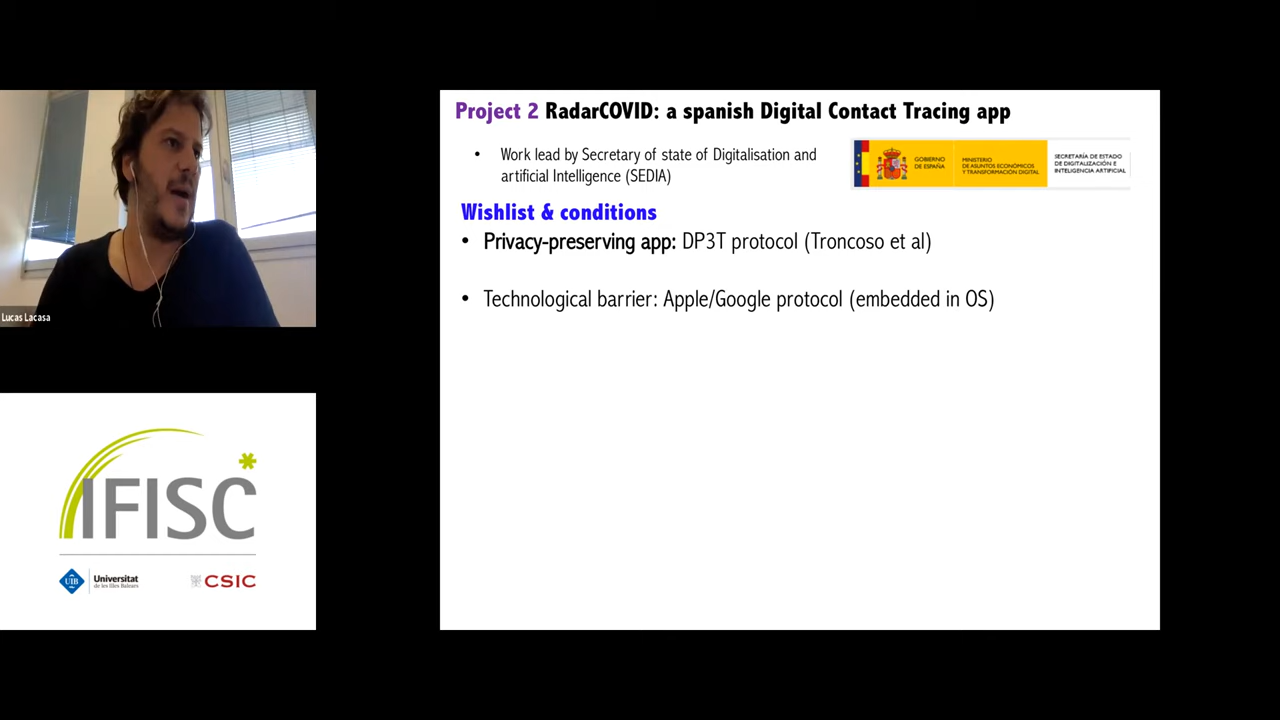 Lucas Lacasa
IFISC
UIB
Universitat
de les Illes Balears
CSIC
Project 2 RadarCOVID: a spanish Digital Contact Tracing app
• Work lead by Secretary of state of Digitalisation and
artificial Intelligence (SEDIA)
GOBIERNO
DE ESPAÑA
MINISTERIO
DE ASUNTOS ECONÓMICOS
Y TRANSFORMACIÓN DIGITAL
SECRETARÍA DE ESTADO
DE DIGITALIZACIÓN E
INTELIGENCIA ARTIFICIAL
Wishlist & conditions
• Privacy-preserving app: DP3T protocol (Troncoso et al)
• Technological barrier: Apple/Google protocol (embedded in OS)